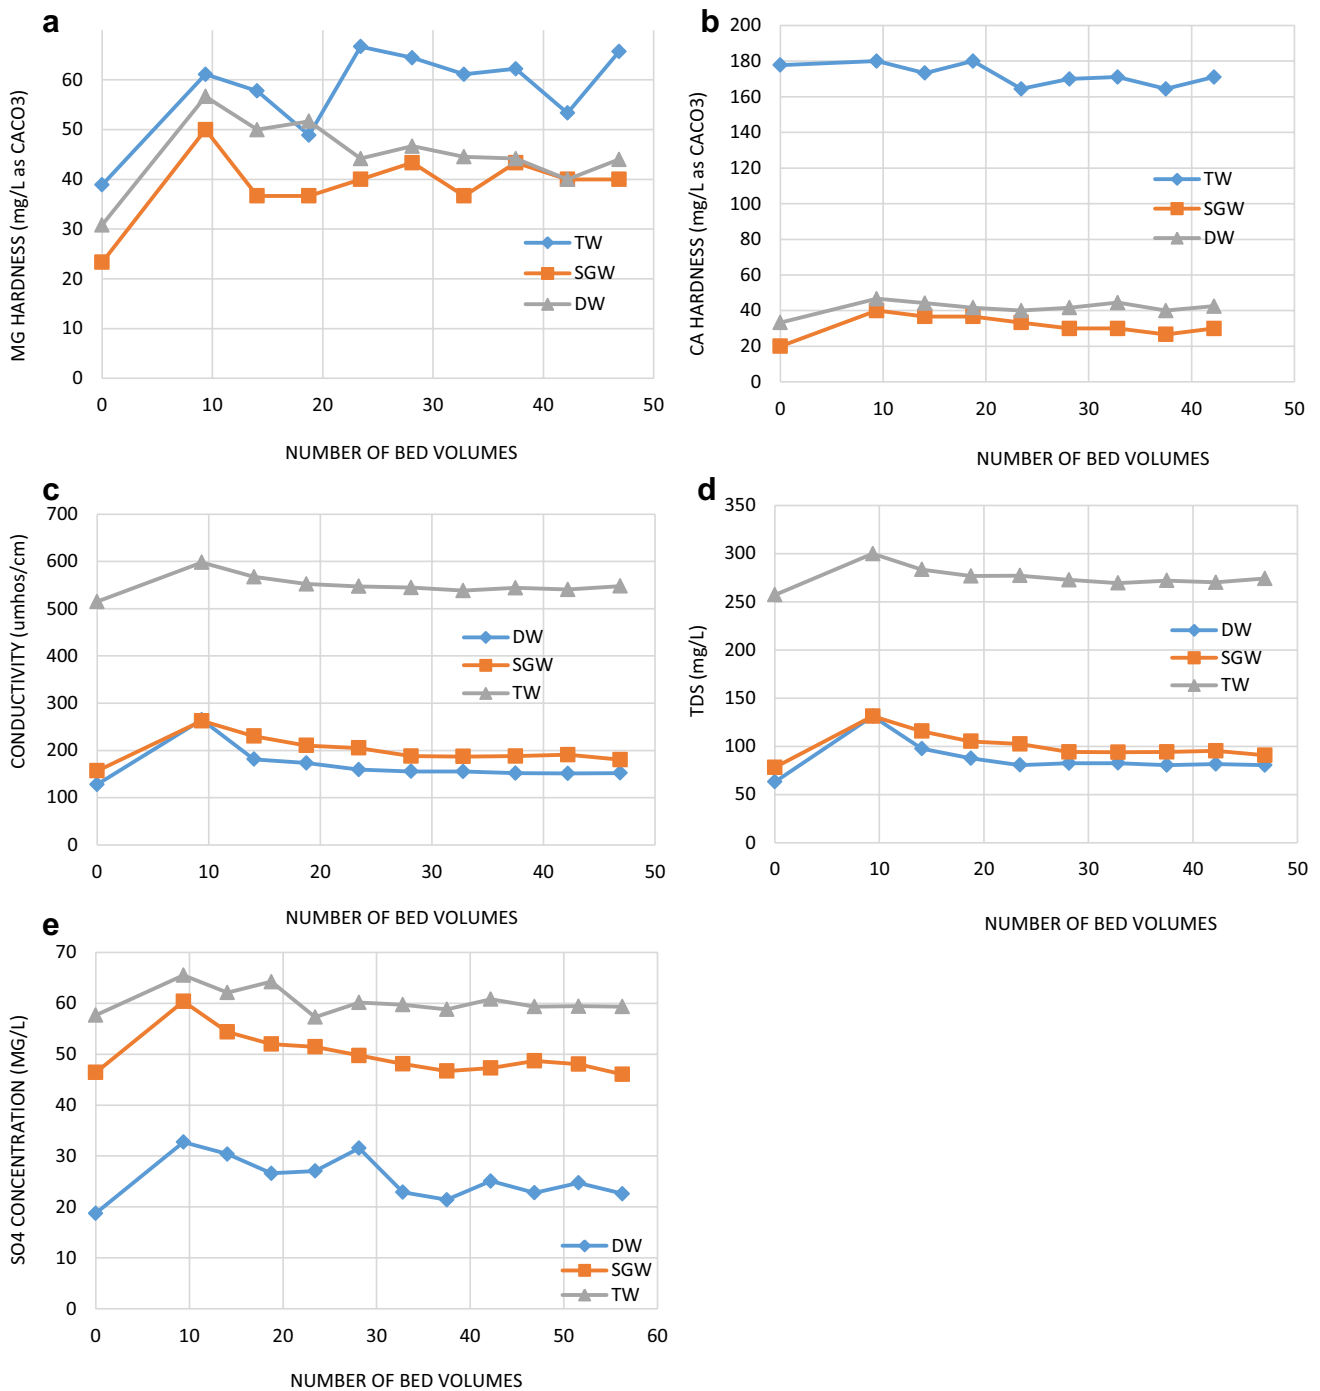 a
MG HARDNESS (mg/L as CACO3)
60
50
40
30
20
10
0
0 10 20 30 40 50
TW
SGW
DW
NUMBER OF BED VOLUMES
b
CA HARDNESS (mg/L as CACO3)
200
180
160
140
120
100
80
60
40
20
0
0 10 20 30 40 50
TW
SGW
DW
NUMBER OF BED VOLUMES
c
CONDUCTIVITY (umhos/cm)
700
600
500
400
300
200
100
0
0 10 20 30 40 50
DW
SGW
TW
NUMBER OF BED VOLUMES
d
TDS (mg/L)
350
300
250
200
150
100
50
0
0 10 20 30 40 50
DW
SGW
TW
NUMBER OF BED VOLUMES
e
SO4 CONCENTRATION (MG/L)
70
60
50
40
30
20
10
0
0 10 20 30 40 50 60
DW
SGW
TW
NUMBER OF BED VOLUMES